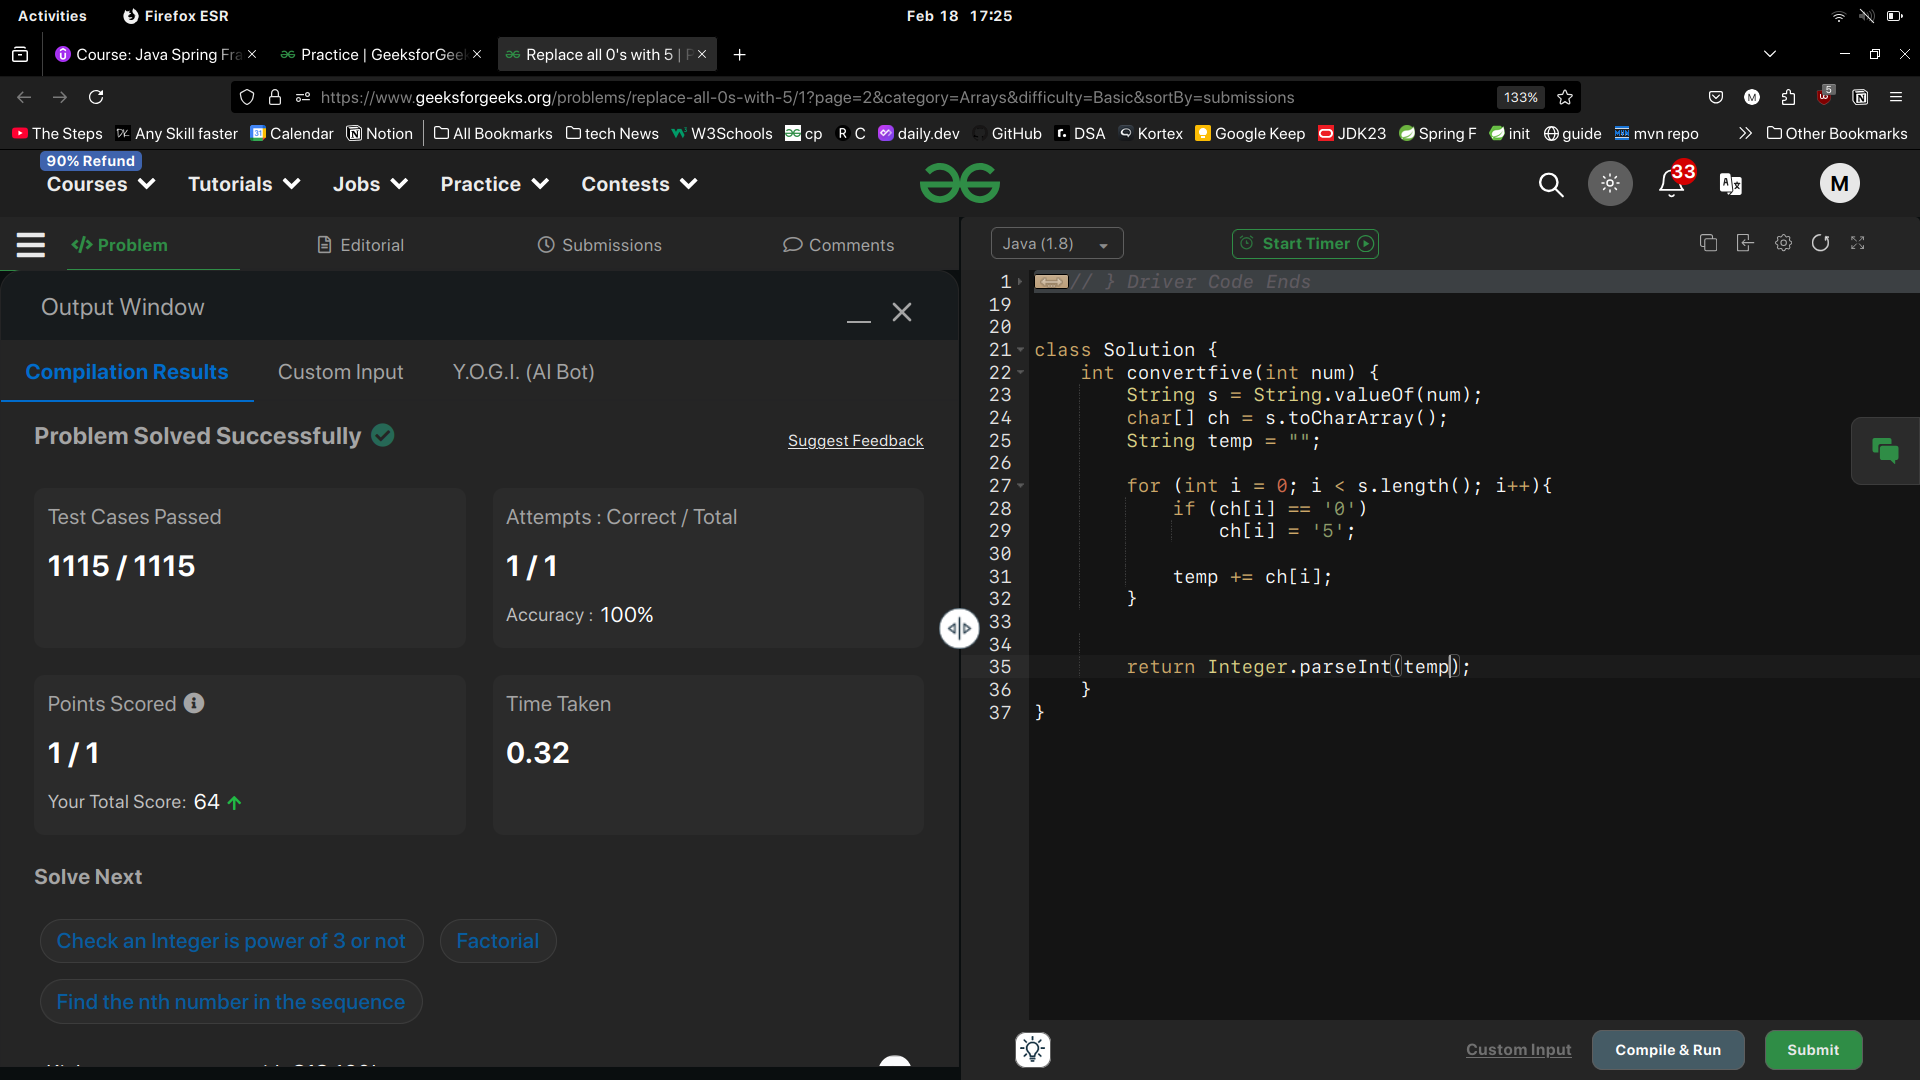 Activities
Firefox ESR
Feb 18 17:25
Course: Java Spring Fra
Practice | GeeksforGeek
Replace all 0's with 5 | P
https://www.geeksforgeeks.org/problems/replace-all-0s-with-5/1?page=2&category=Arrays&difficulty=Basic&sortBy=submissions
133%
M
5
The Steps
Any Skill faster
31 Calendar
Notion
All Bookmarks
tech News
W3Schools
cp
R C
daily.dev
GitHub
r. DSA
Kortex
Google Keep
JDK23
Spring F
init
guide
mvn repo
Other Bookmarks
90% Refund
Courses
Tutorials
Jobs
Practice
Contests
33
M
</> Problem
Editorial
Submissions
Comments
Output Window
Compilation Results
Custom Input
Y.O.G.I. (AI Bot)
Problem Solved Successfully
Suggest Feedback
Test Cases Passed
1115 / 1115
Attempts : Correct / Total
1 / 1
Accuracy : 100%
Points Scored
1 / 1
Your Total Score: 64
Time Taken
0.32
Solve Next
Check an Integer is power of 3 or not
Factorial
Find the nth number in the sequence
Java (1.8)
Start Timer
1 // } Driver Code Ends
19
20
21 class Solution {
22 int convertfive(int num) {
23 String s = String.valueOf(num);
24 char[] ch = s.toCharArray();
25 String temp = "";
26
27 for (int i = 0; i < s.length(); i++){
28 if (ch[i] == '0')
29 ch[i] = '5';
30
31 temp += ch[i];
32 }
33
34
35 return Integer.parseInt(temp);
36 }
37 }
Custom Input
Compile & Run
Submit